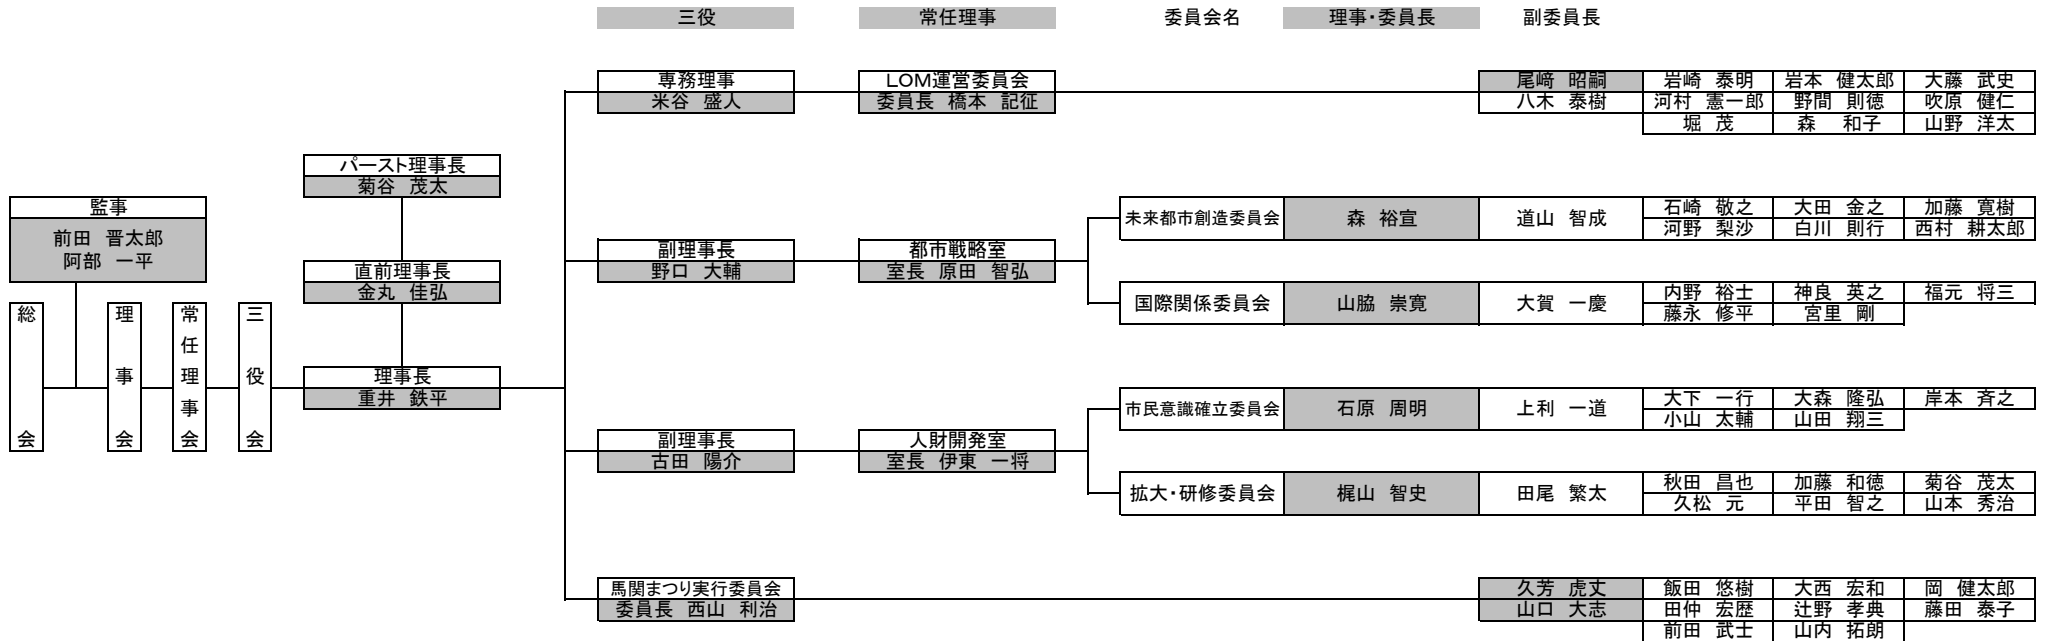 三役 常任理事 委員会名 理事・委員長 副委員長
専務理事 LOM運営委員会 尾﨑 昭嗣 岩崎 泰明 岩本 健太郎 大藤 武史
米谷 盛人 委員長 橋本 記征 八木 泰樹 河村 憲一郎 野間 則徳 吹原 健仁
堀 茂 森 和子 山野 洋太
パースト理事長
菊谷 茂太
監事
前田 晋太郎
阿部 一平
未来都市創造委員会 森 裕宣 道山 智成 石崎 敬之 大田 金之 加藤 寛樹
河野 梨沙 白川 則行 西村 耕太郎
副理事長 都市戦略室
野口 大輔 室長 原田 智弘
直前理事長
金丸 佳弘
国際関係委員会 山脇 崇寛 大賀 一慶 内野 裕士 神良 英之 福元 将三
藤永 修平 宮里 剛
総会 理事会 常任理事会 三役会
理事長
重井 鉄平
市民意識確立委員会 石原 周明 上利 一道 大下 一行 大森 隆弘 岸本 斉之
小山 太輔 山田 翔三
副理事長 人財開発室
古田 陽介 室長 伊東 一将
拡大・研修委員会 梶山 智史 田尾 繁太 秋田 昌也 加藤 和徳 菊谷 茂太
久松 元 平田 智之 山本 秀治
馬関まつり実行委員会 久芳 虎丈 飯田 悠樹 大西 宏和 岡 健太郎
委員長 西山 利治 山口 大志 田仲 宏歴 辻野 孝典 藤田 泰子
前田 武士 山内 拓朗